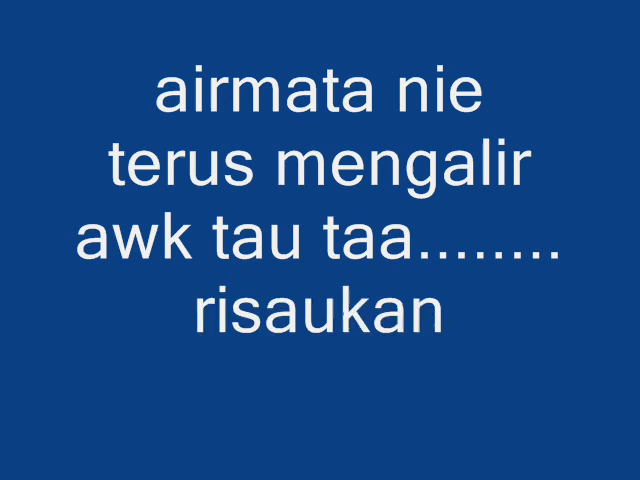 airmata nie
terus mengalir
awk tau taa........
risaukan